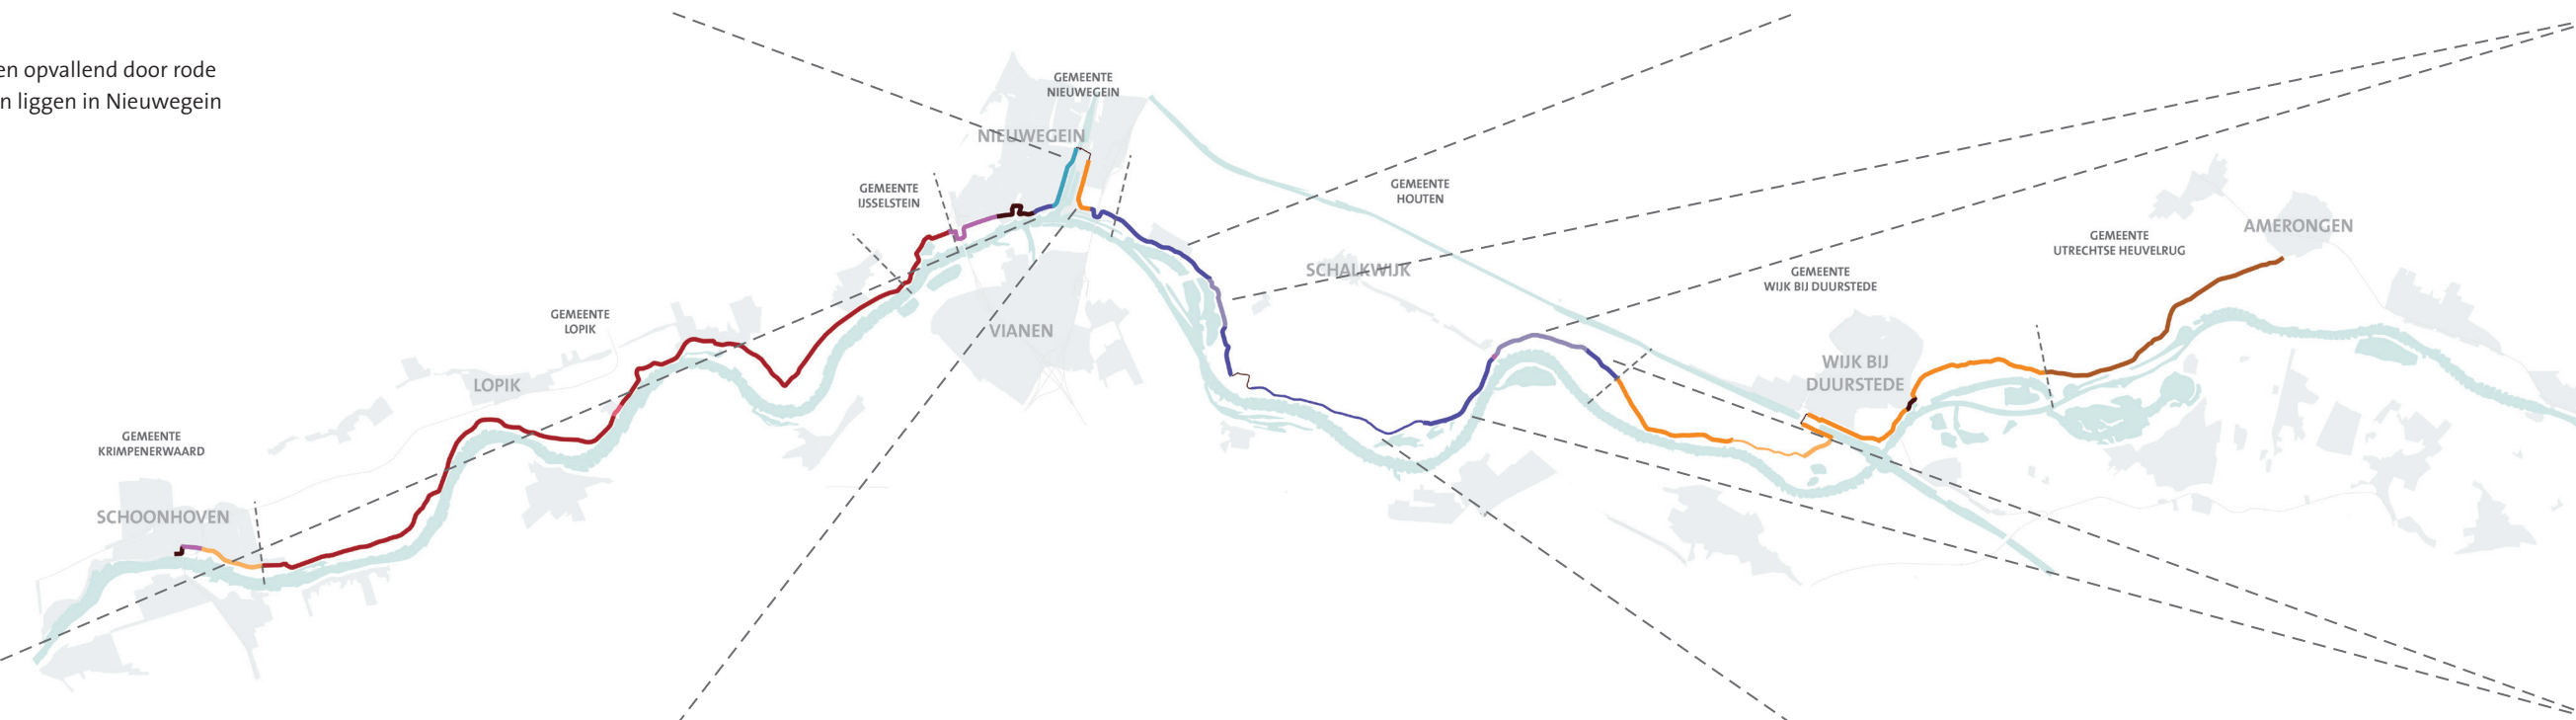 en opvallend door rode
n liggen in Nieuwegein
GEMEENTE
NIEUWEGEIN
NIEUWEGEIN
GEMEENTE
IJSSELSTEIN
GEMEENTE
HOUTEN
SCHALKWIJK
GEMEENTE
UTRECHTSE HEUVELRUG
AMERONGEN
GEMEENTE
WIJK BIJ DUURSTEDE
GEMEENTE
LOPIK
VIANEN
WIJK BIJ
DUURSTEDE
LOPIK
GEMEENTE
KRIMPENERWAARD
SCHOONHOVEN